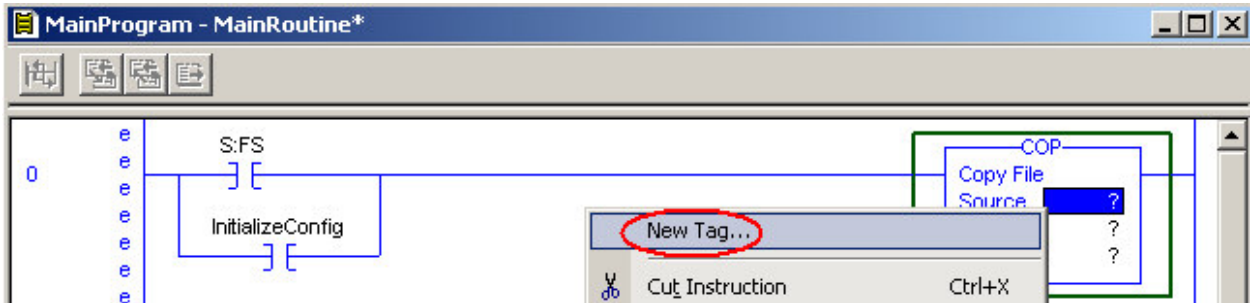 MainProgram - MainRoutine*
e
S:FS
COP
e
0
Copy File
e
Source ?
e
InitializeConfig
New Tag...
?
e
?
e
Cut Instruction Ctrl+X
e